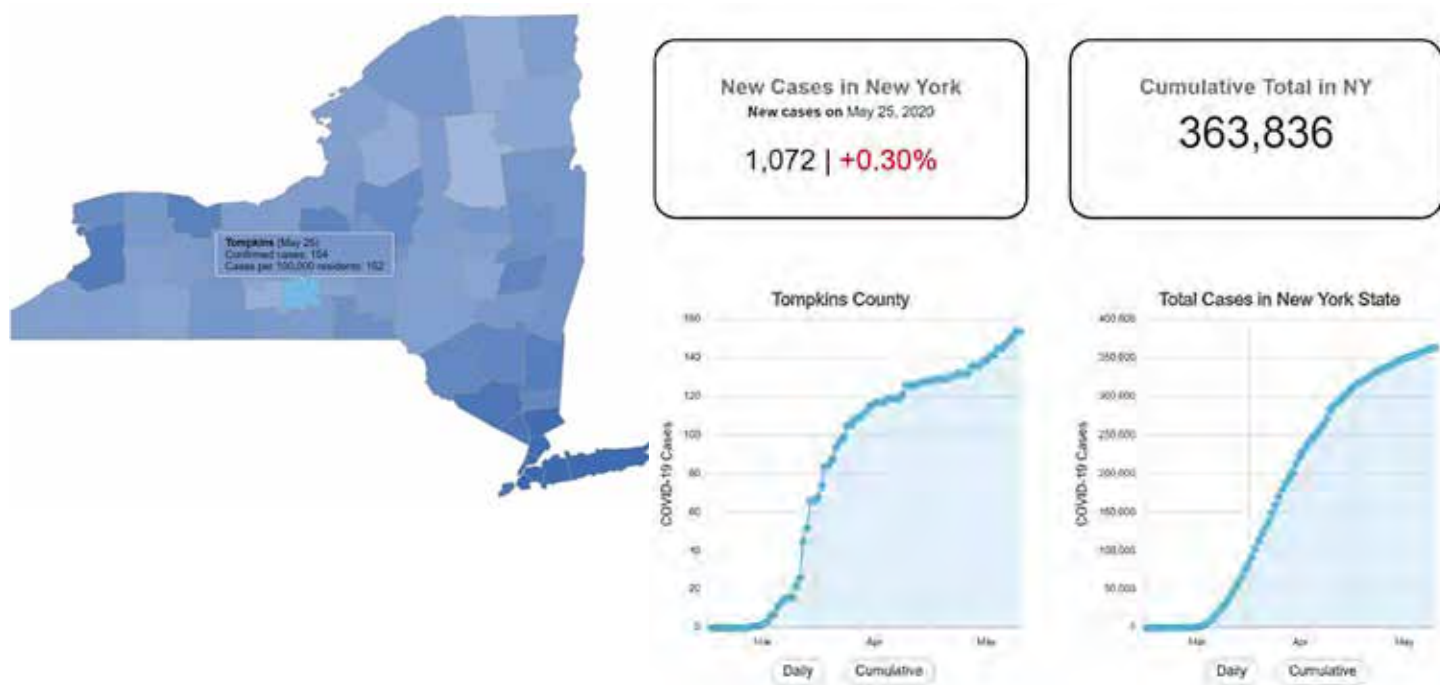 New Cases in New York
New cases on May 25, 2020
1,072 | +0.30%
Cumulative Total in NY
363,836
Tompkins (May 25)
Confirmed cases: 154
Cases per 100,000 residents: 152
Tompkins County
160
140
120
100
80
60
40
20
0
COVID-19 Cases
Mar
Apr
May
Daily
Cumulative
Total Cases in New York State
400,000
350,000
300,000
250,000
200,000
150,000
100,000
50,000
0
COVID-19 Cases
Mar
Apr
May
Daily
Cumulative